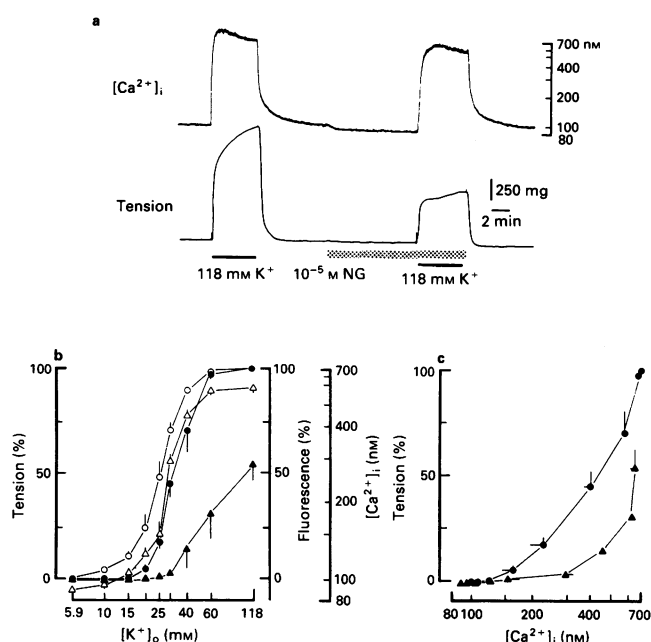 a
[Ca²⁺]ᵢ
700 nM
400
200
100
80
Tension
250 mg
2 min
118 mM K⁺
10⁻⁵ M NG
118 mM K⁺
b
Tension (%)
100
50
0
5.9
10
15
25
40
60
118
[K⁺]ₒ (mM)
100
50
0
Fluorescence (%)
700
400
200
100
80
[Ca²⁺]ᵢ (nM)
c
Tension (%)
100
50
0
80
100
200
400
700
[Ca²⁺]ᵢ (nM)